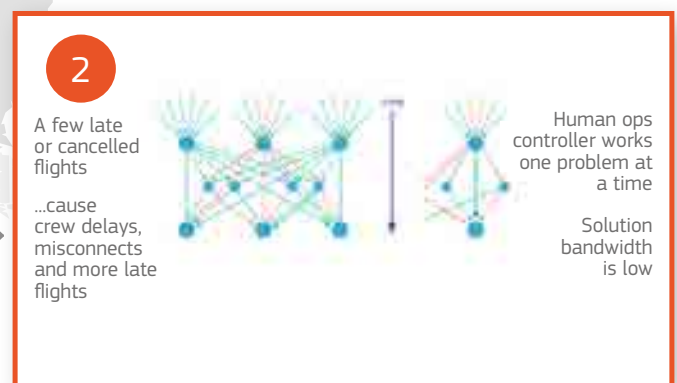 2
A few late
or cancelled
flights
...cause
crew delays,
misconnects
and more late
flights
Human ops
controller works
one problem at
a time
Solution
bandwidth
is low